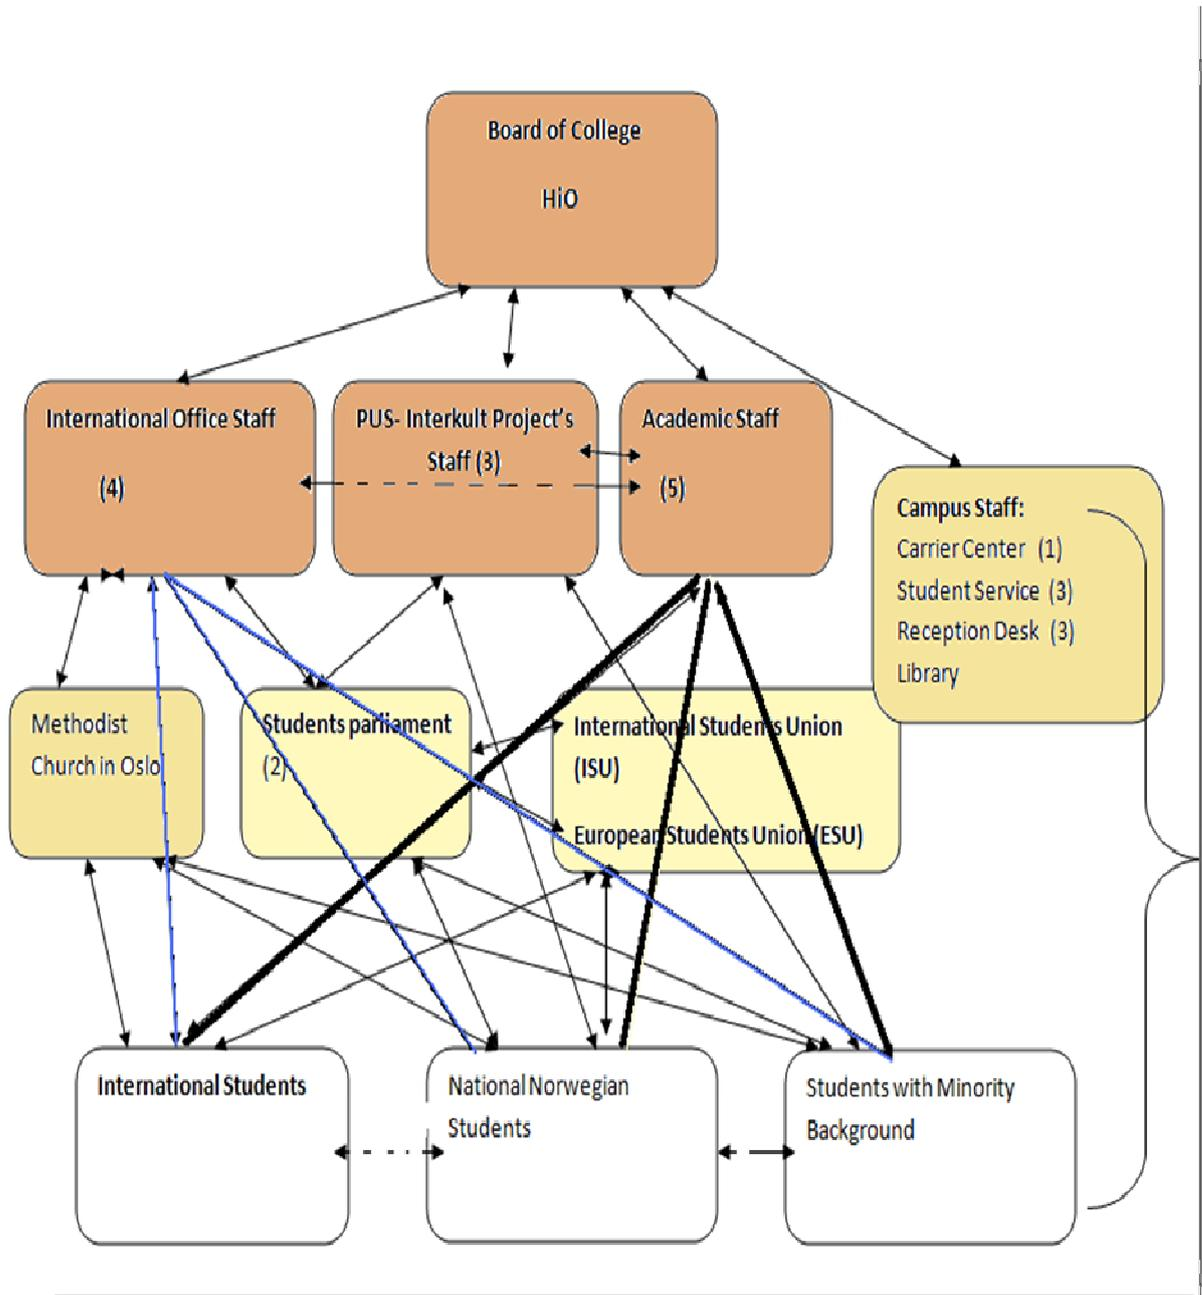 Board of College
HiO
International Office Staff
(4)
PUS- Interkult Project's
Staff (3)
Academic Staff
(5)
Campus Staff:
Carrier Center (1)
Student Service (3)
Reception Desk (3)
Library
Methodist
Church in Oslo
Students parliament
(2)
International Students Union
(ISU)
European Students Union (ESU)
International Students
National Norwegian
Students
Students with Minority
Background